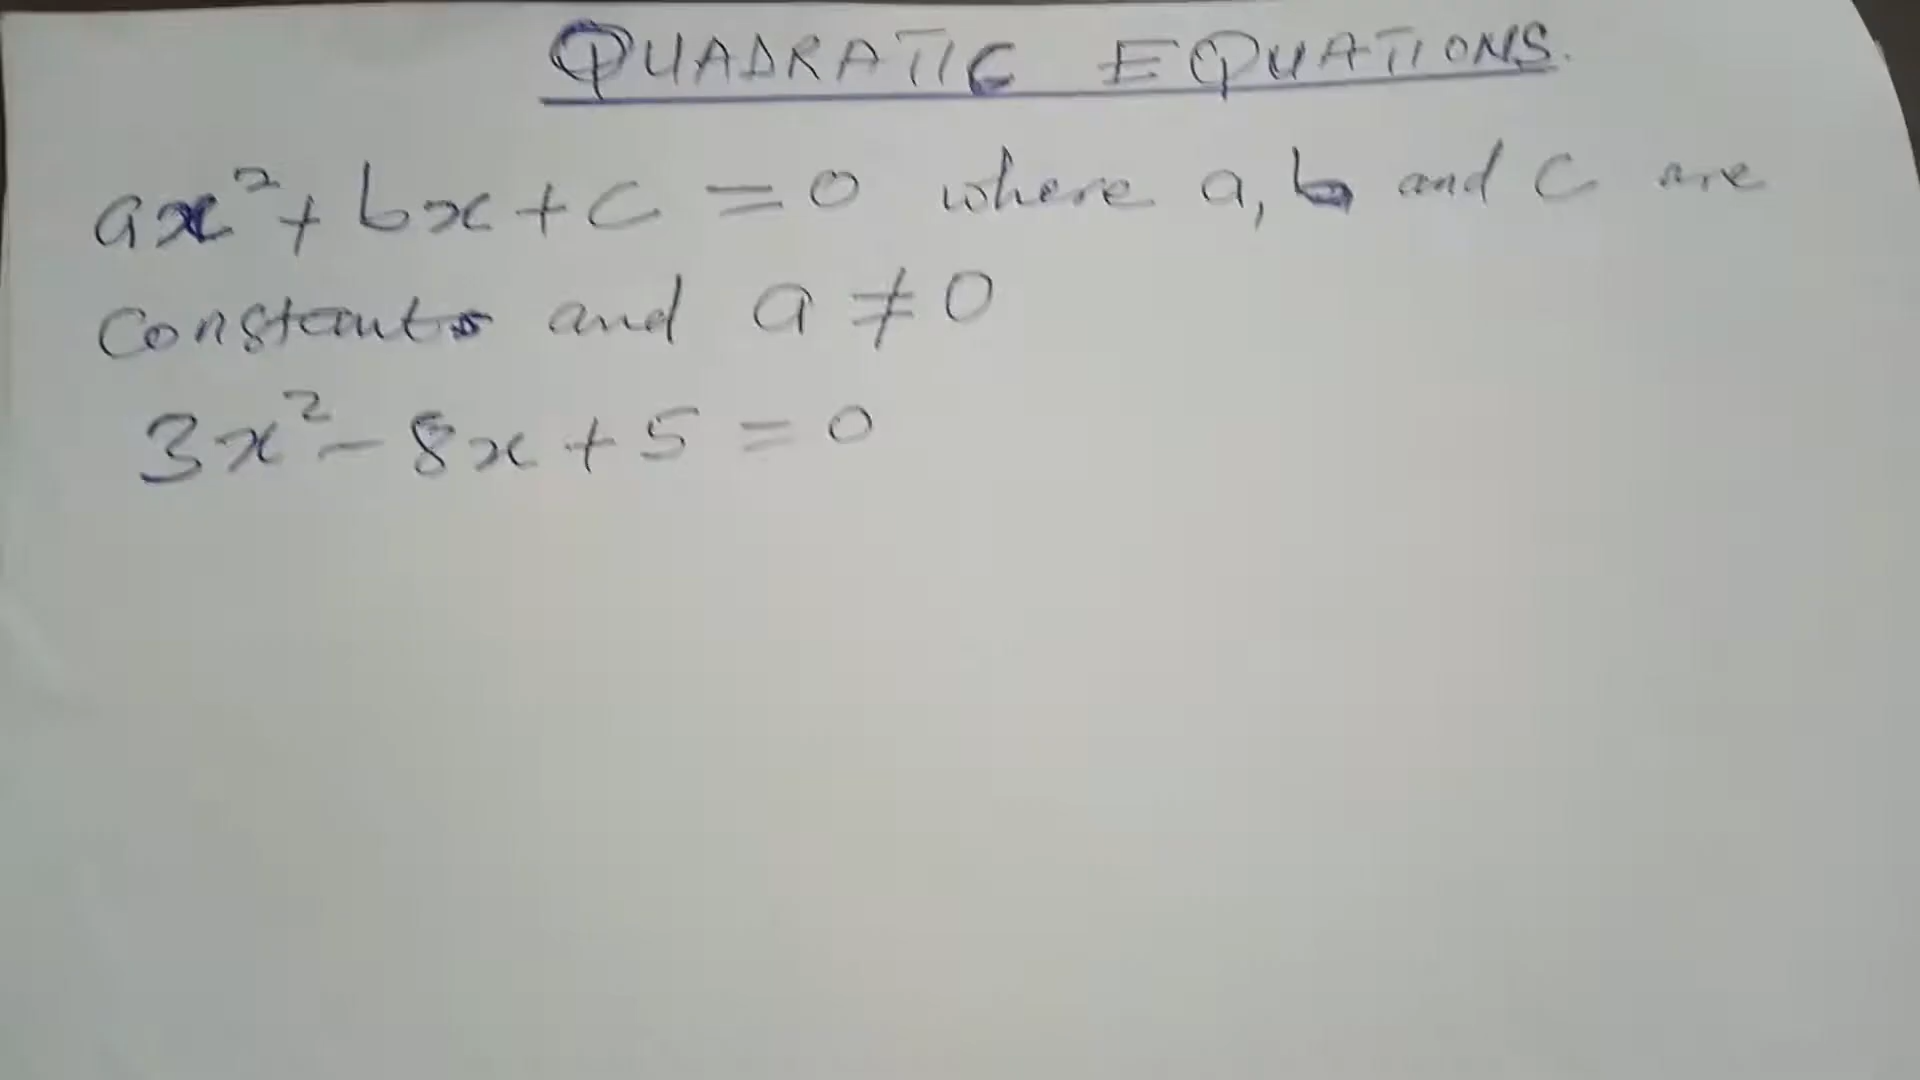 QUADRATIC EQUATIONS.
ax² + bx + c = 0 where a, b and c are
constants and a ≠ 0
3x² - 8x + 5 = 0